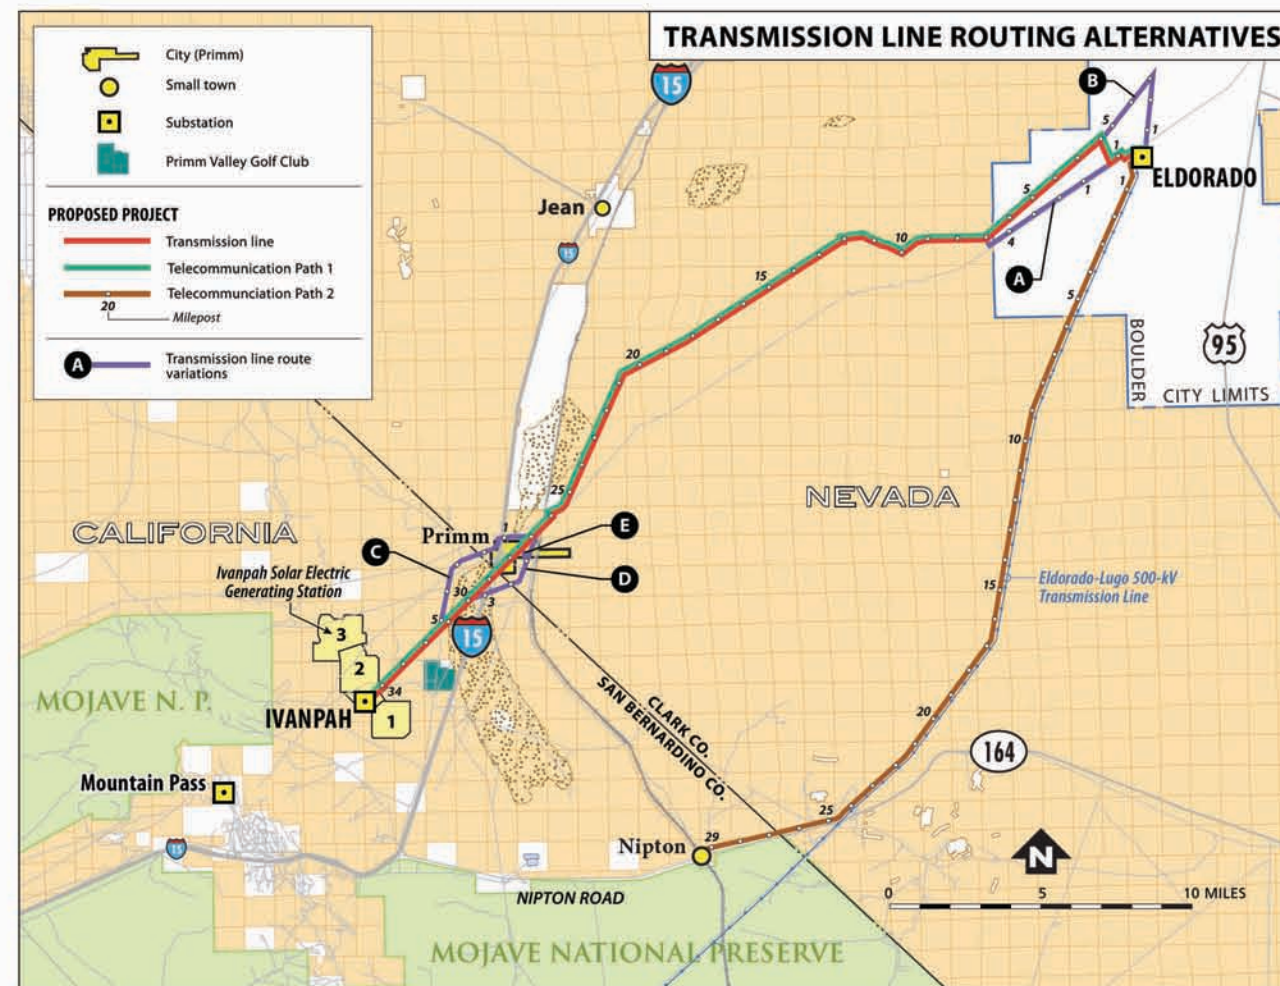 TRANSMISSION LINE ROUTING ALTERNATIVES
City (Primm)
Small town
Substation
Primm Valley Golf Club
PROPOSED PROJECT
Transmission line
Telecommunication Path 1
Telecommunciation Path 2
20
Milepost
A
Transmission line route
variations
15
B
5
1
1
ELDORADO
1
5
1
Jean
10
4
A
15
15
5
BOULDER
95
20
CITY LIMITS
10
25
NEVADA
CALIFORNIA
1
E
Primm
C
D
Ivanpah Solar Electric
Generating Station
15
Eldorado-Lugo 500-kV
Transmission Line
30
3
5
15
3
2
34
MOJAVE N. P.
IVANPAH
1
CLARK CO.
SAN BERNARDINO CO.
20
164
Mountain Pass
25
29
Nipton
15
N
NIPTON ROAD
0
5
10 MILES
MOJAVE NATIONAL PRESERVE